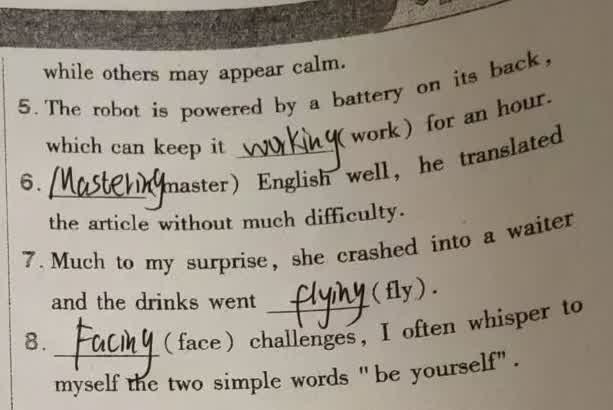 while others may appear calm.
5. The robot is powered by a battery on its back,
which can keep it working (work) for an hour.
6. Mastering (master) English well, he translated
the article without much difficulty.
7. Much to my surprise, she crashed into a waiter
and the drinks went flying (fly).
8. Facing (face) challenges, I often whisper to
myself the two simple words "be yourself".